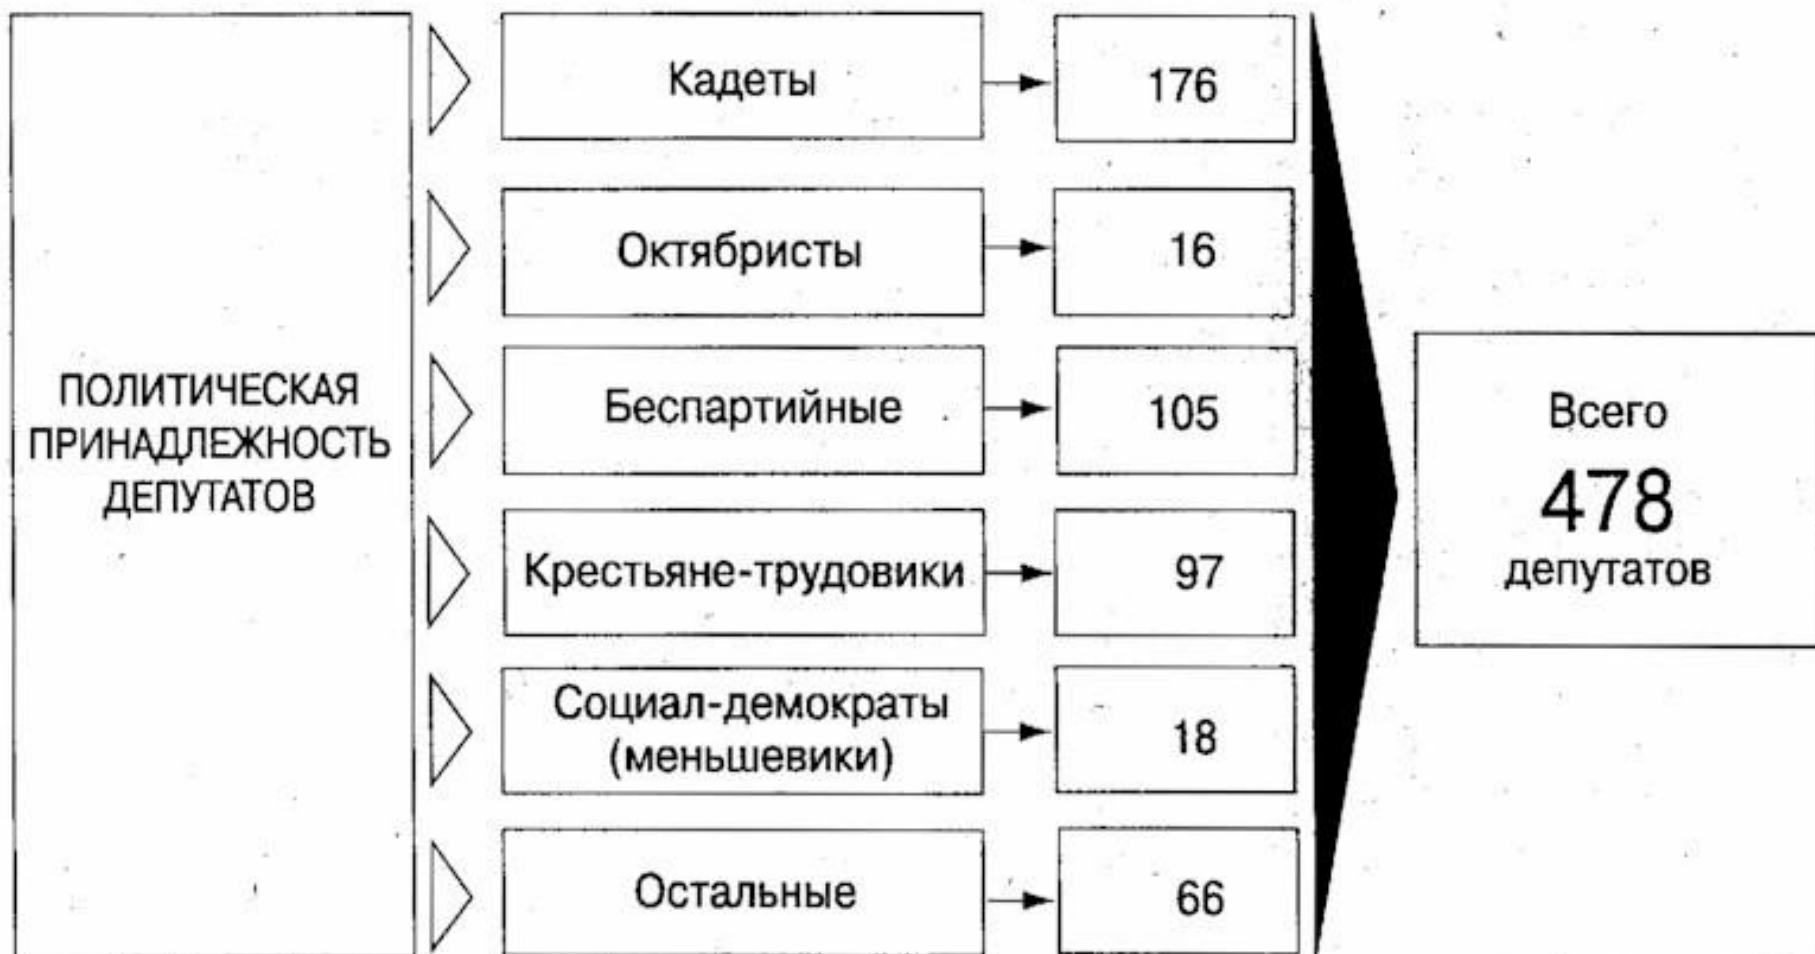 ПОЛИТИЧЕСКАЯ
ПРИНАДЛЕЖНОСТЬ
ДЕПУТАТОВ
Кадеты
176
Октябристы
16
Беспартийные
105
Крестьяне-трудовики
97
Социал-демократы
(меньшевики)
18
Остальные
66
Всего
478
депутатов